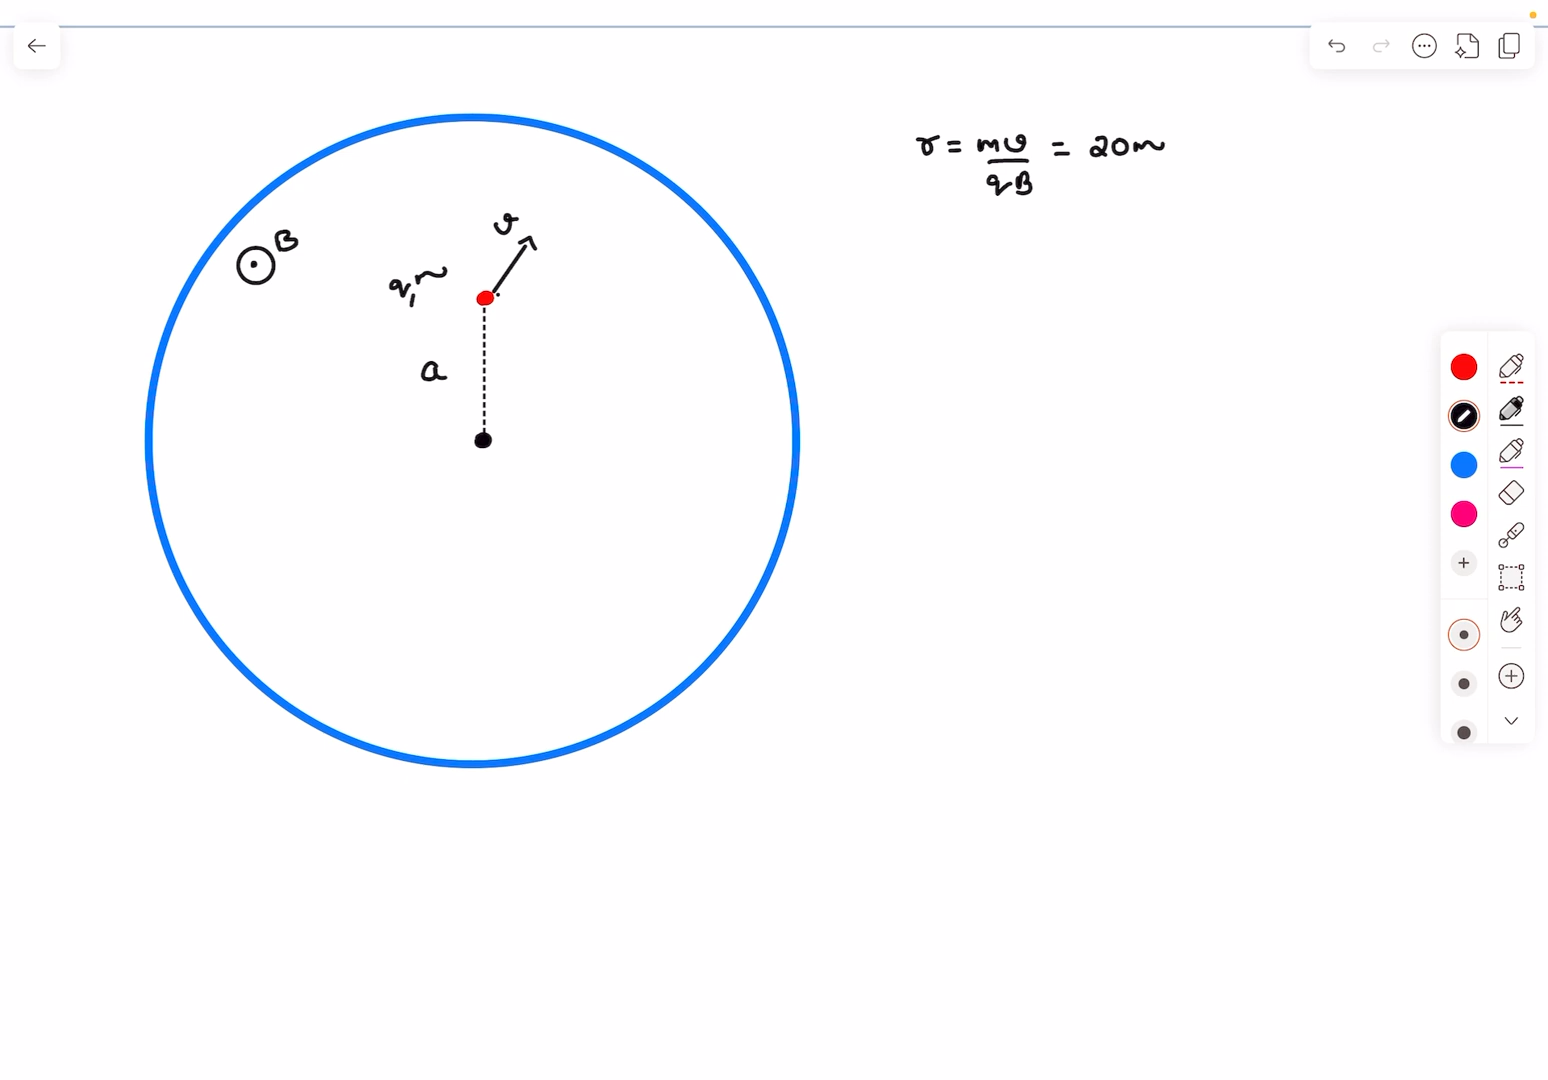 r = mv/qB = 20m
B
v
q, m
a